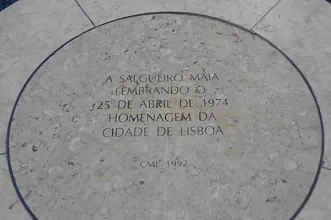 A SALGUEIRO MAIA
LEMBRANDO O
25 DE ABRIL DE 1974
HOMENAGEM DA
CIDADE DE LISBOA
CML 1992